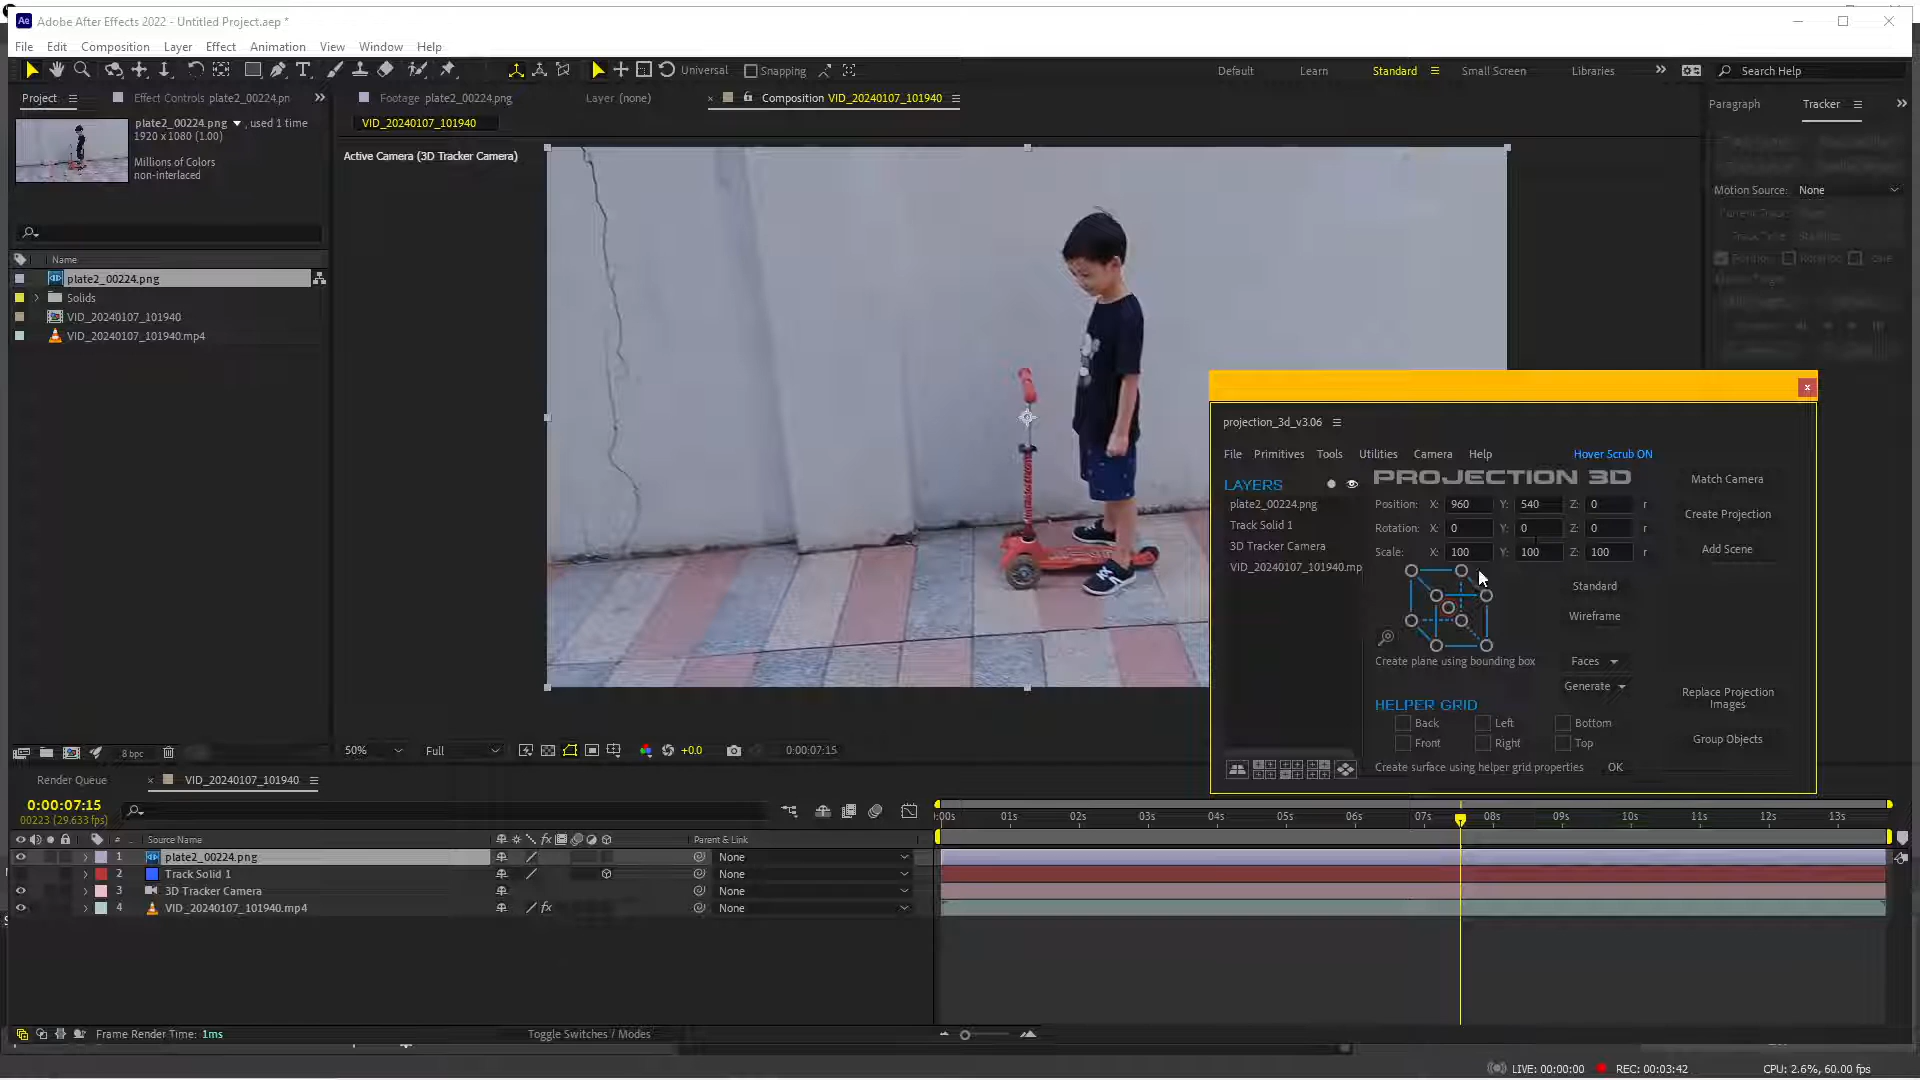 Adobe After Effects 2022 - Untitled Project.aep *
File Edit Composition Layer Effect Animation View Window Help
Universal Snapping Default Learn Standard Small Screen Libraries Search Help
Project Effect Controls plate2_00224.pn Footage plate2_00224.png Layer (none) Composition VID_20240107_101940 Paragraph Tracker
plate2_00224.png , used 1 time
1920 x 1080 (1.00)
Millions of Colors
non-interlaced
VID_20240107_101940
Active Camera (3D Tracker Camera)
Motion Source: None
Name
plate2_00224.png
Solids
VID_20240107_101940
VID_20240107_101940.mp4
projection_3d_v3.06
File Primitives Tools Utilities Camera Help Hover Scrub ON
PROJECTION 3D
LAYERS
plate2_00224.png
Track Solid 1
3D Tracker Camera
VID_20240107_101940.mp
Position: X: 960 Y: 540 Z: 0 r
Rotation: X: 0 Y: 0 Z: 0 r
Scale: X: 100 Y: 100 Z: 100 r
Match Camera
Create Projection
Add Scene
Standard
Wireframe
Create plane using bounding box
Faces
Generate
Replace Projection
Images
Group Objects
HELPER GRID
Back Left Bottom
Front Right Top
Create surface using helper grid properties OK
8 bpc
50% Full +0.0 0:00:07:15
Render Queue VID_20240107_101940
0:00:07:15
00223 (29.633 fps)
:00s 01s 02s 03s 04s 05s 06s 07s 08s 09s 10s 11s 12s 13s
# Source Name fx Parent & Link
1 plate2_00224.png None
2 Track Solid 1 None
3 3D Tracker Camera None
4 VID_20240107_101940.mp4 fx None
Frame Render Time: 1ms
Toggle Switches / Modes
LIVE: 00:00:00 REC: 00:03:42 CPU: 2.6%, 60.00 fps